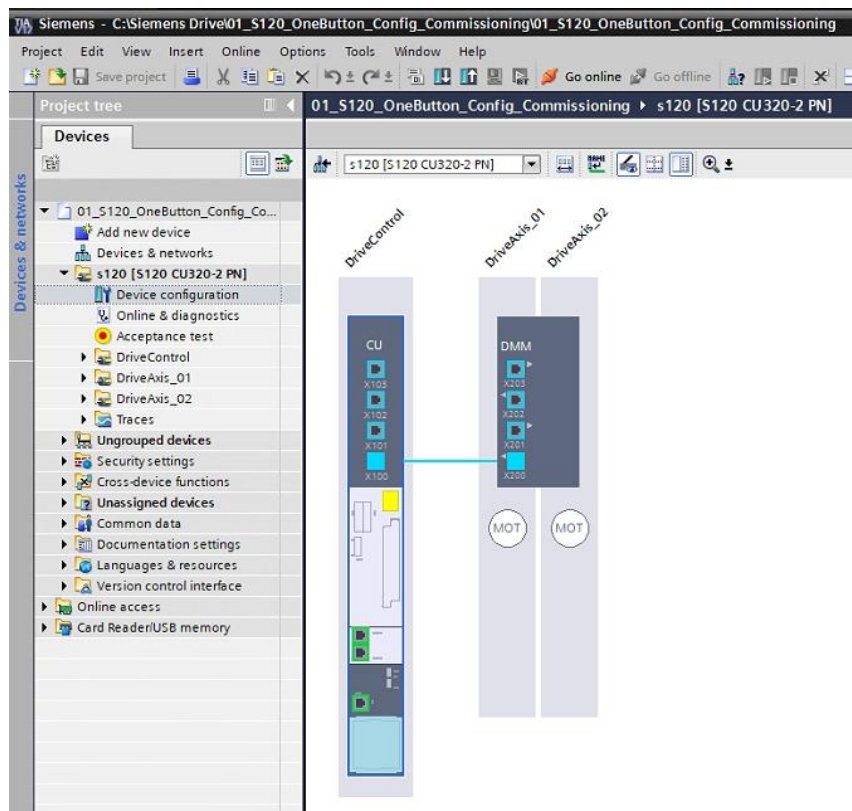 Siemens - C:\Siemens Drive\01_S120_OneButton_Config_Commissioning\01_S120_OneButton_Config_Commissioning
Project Edit View Insert Online Options Tools Window Help
Save project Go online Go offline
Project tree
01_S120_OneButton_Config_Commissioning ▸ s120 [S120 CU320-2 PN]
Devices
s120 [S120 CU320-2 PN]
Devices & networks
01_S120_OneButton_Config_Co...
Add new device
Devices & networks
s120 [S120 CU320-2 PN]
Device configuration
Online & diagnostics
Acceptance test
DriveControl
DriveAxis_01
DriveAxis_02
Traces
Ungrouped devices
Security settings
Cross-device functions
Unassigned devices
Common data
Documentation settings
Languages & resources
Version control interface
Online access
Card Reader/USB memory
DriveControl
DriveAxis_01
DriveAxis_02
CU
X103
X102
X101
X100
DMM
X203
X202
X201
X200
MOT
MOT